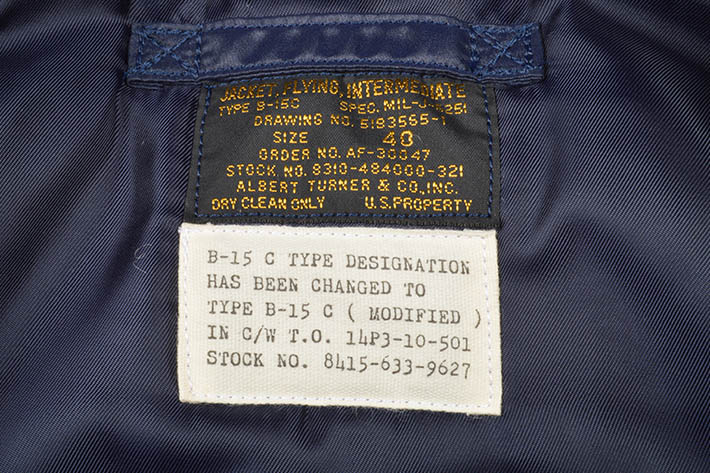 JACKET, FLYING, INTERMEDIATE
TYPE B-15C SPEC. MIL-J-6251
DRAWING NO. 5193565-1
SIZE 40
ORDER NO. AF-30047
STOCK NO. 8310-484000-321
ALBERT TURNER & CO., INC.
DRY CLEAN ONLY U.S. PROPERTY
B-15 C TYPE DESIGNATION
HAS BEEN CHANGED TO
TYPE B-15 C ( MODIFIED )
IN C/W T.O. 14P3-10-501
STOCK NO. 8415-633-9627